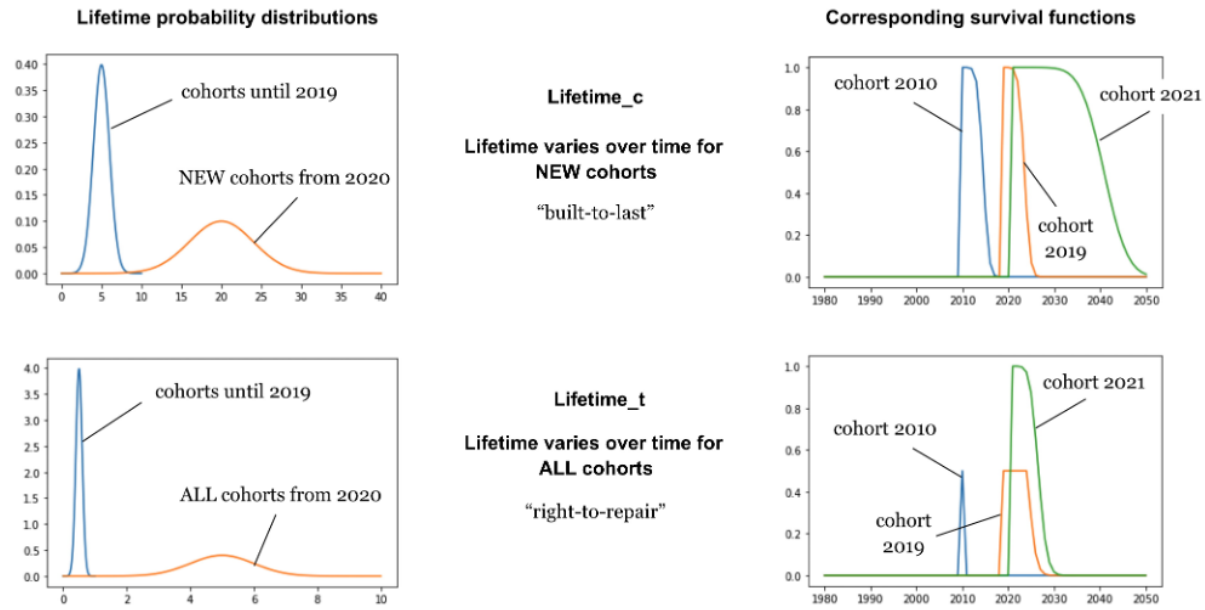 Lifetime probability distributions
Corresponding survival functions
0.40
0.35
0.30
0.25
0.20
0.15
0.10
0.05
0.00
0 5 10 15 20 25 30 35 40
cohorts until 2019
NEW cohorts from 2020
Lifetime_c
Lifetime varies over time for
NEW cohorts
“built-to-last”
1.0
0.8
0.6
0.4
0.2
0.0
1980 1990 2000 2010 2020 2030 2040 2050
cohort 2010
cohort 2021
cohort
2019
4.0
3.5
3.0
2.5
2.0
1.5
1.0
0.5
0.0
0 2 4 6 8 10
cohorts until 2019
ALL cohorts from 2020
Lifetime_t
Lifetime varies over time for
ALL cohorts
“right-to-repair”
1.0
0.8
0.6
0.4
0.2
0.0
1980 1990 2000 2010 2020 2030 2040 2050
cohort 2021
cohort 2010
cohort
2019